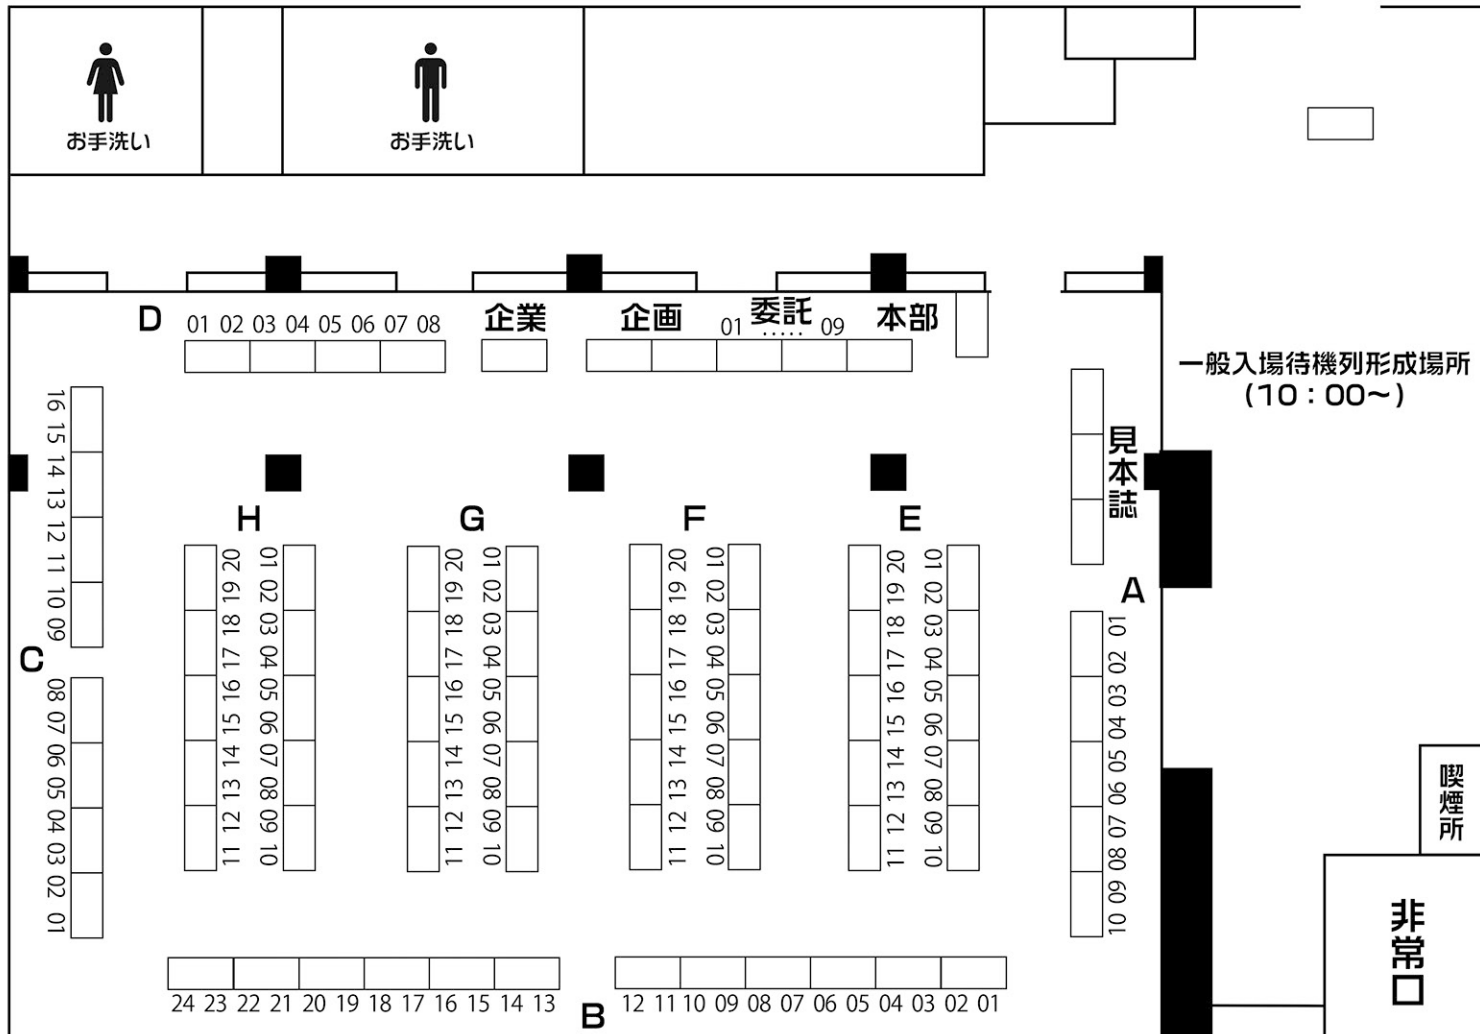 お手洗い
お手洗い
D
01 02 03 04 05 06 07 08
企業
企画
委託
01 ..... 09
本部
一般入場待機列形成場所
(10：00～)
見本誌
A
01 02 03 04 05 06 07 08 09 10
16 15 14 13 12 11 10 09
C
08 07 06 05 04 03 02 01
H
20 19 18 17 16 15 14 13 12 11
01 02 03 04 05 06 07 08 09 10
G
20 19 18 17 16 15 14 13 12 11
01 02 03 04 05 06 07 08 09 10
F
20 19 18 17 16 15 14 13 12 11
01 02 03 04 05 06 07 08 09 10
E
20 19 18 17 16 15 14 13 12 11
01 02 03 04 05 06 07 08 09 10
喫煙所
非常口
24 23 22 21 20 19 18 17 16 15 14 13
B
12 11 10 09 08 07 06 05 04 03 02 01